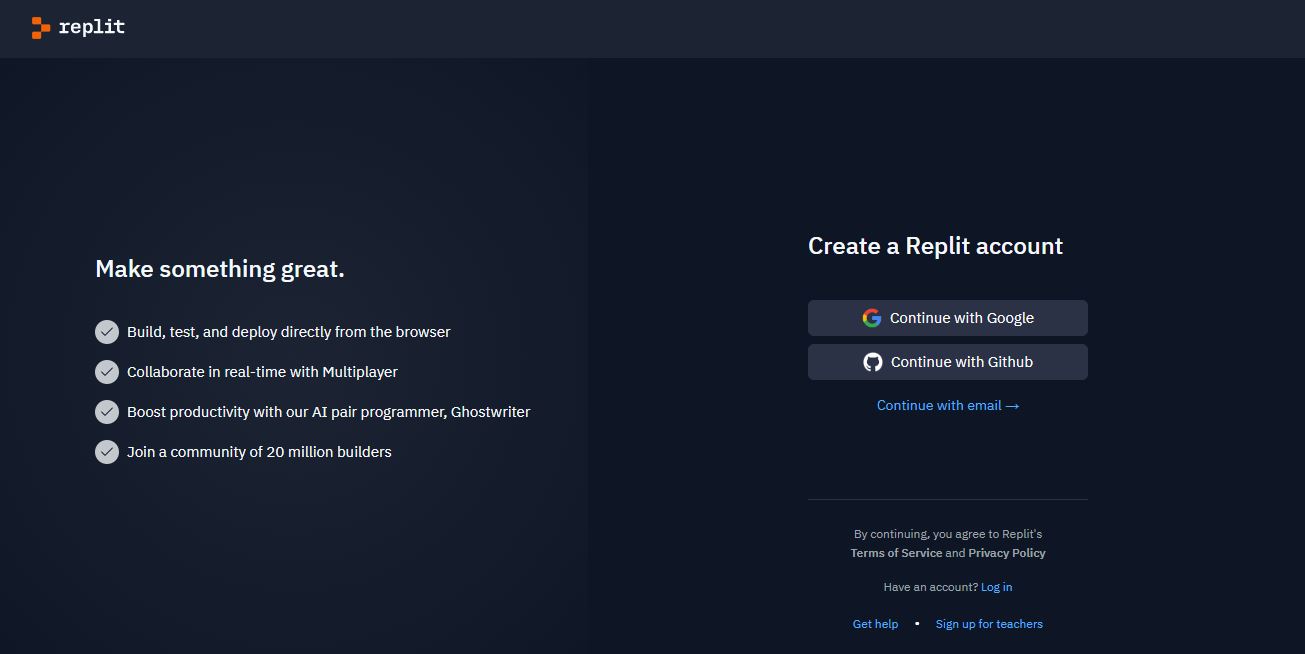 replit
Make something great.
Build, test, and deploy directly from the browser
Collaborate in real-time with Multiplayer
Boost productivity with our AI pair programmer, Ghostwriter
Join a community of 20 million builders
Create a Replit account
Continue with Google
Continue with Github
Continue with email →
By continuing, you agree to Replit's
Terms of Service and Privacy Policy
Have an account? Log in
Get help • Sign up for teachers